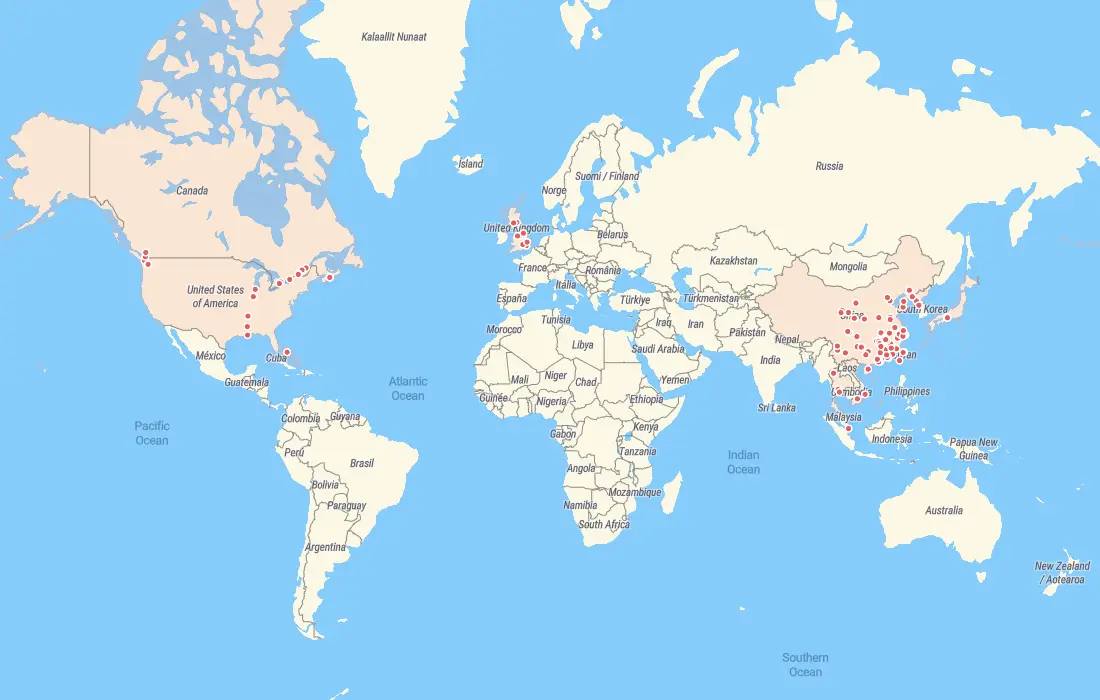 Kalaallit Nunaat
Island
Russia
Suomi / Finland
Norge
Canada
United Kingdom
Belarus
France
România
Kazakhstan
Mongolia
United States
of America
Italia
España
Türkiye
Türkmenistan
South Korea
Tunisia
Morocco
Iraq
Iran
Pakistan
Nepal
México
Cuba
Libya
Saudi Arabia
India
Laos
Guatemala
Atlantic
Ocean
Mali
Niger
Chad
Yemen
Guinée
Nigeria
Ethiopia
Sri Lanka
Cambodia
Philippines
Colombia
Guyana
Malaysia
Pacific
Ocean
Gabon
Kenya
Indonesia
Perú
Brasil
Tanzania
Papua New
Guinea
Indian
Ocean
Angola
Bolivia
Mozambique
Paraguay
Namibia
Australia
South Africa
Argentina
New Zealand
/ Aotearoa
Southern
Ocean